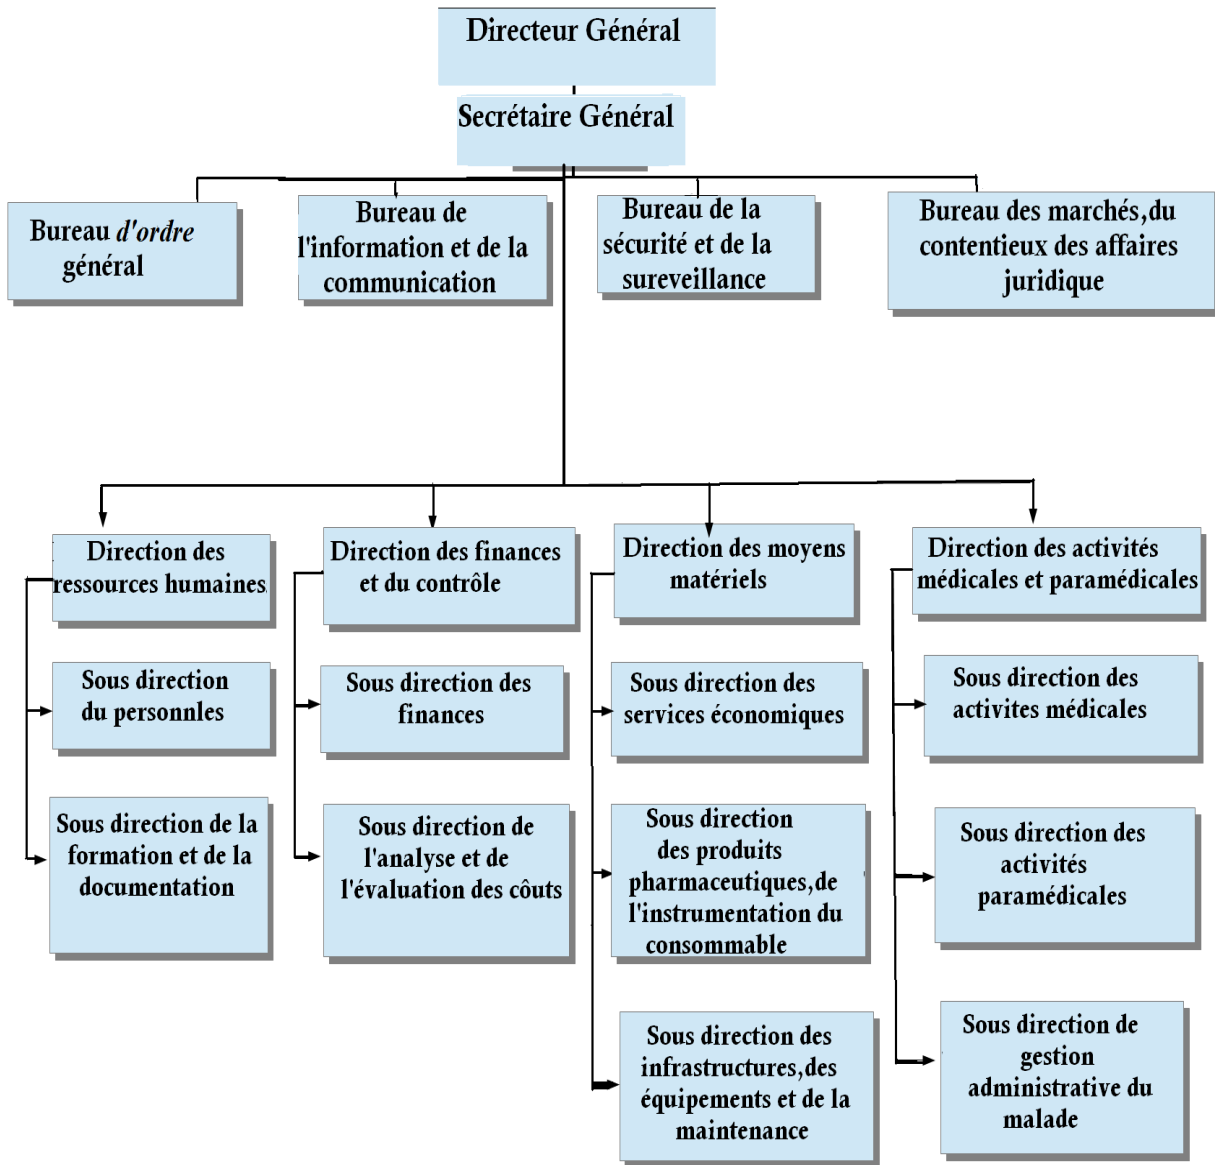 Directeur Général
Secrétaire Général
Bureau d'ordre
général
Bureau de
l'information et de la
communication
Bureau de la
sécurité et de la
sureveillance
Bureau des marchés,du
contentieux des affaires
juridique
Direction des
ressources humaines
Direction des finances
et du contrôle
Direction des moyens
matériels
Direction des activités
médicales et paramédicales
Sous direction
du personnles
Sous direction des
finances
Sous direction des
services économiques
Sous direction des
activites médicales
Sous direction de la
formation et de la
documentation
Sous direction de
l'analyse et de
l'évaluation des côuts
Sous direction
des produits
pharmaceutiques,de
l'instrumentation du
consommable
Sous direction des
activités
paramédicales
Sous direction des
infrastructures,des
équipements et de la
maintenance
Sous direction de
gestion
administrative du
malade